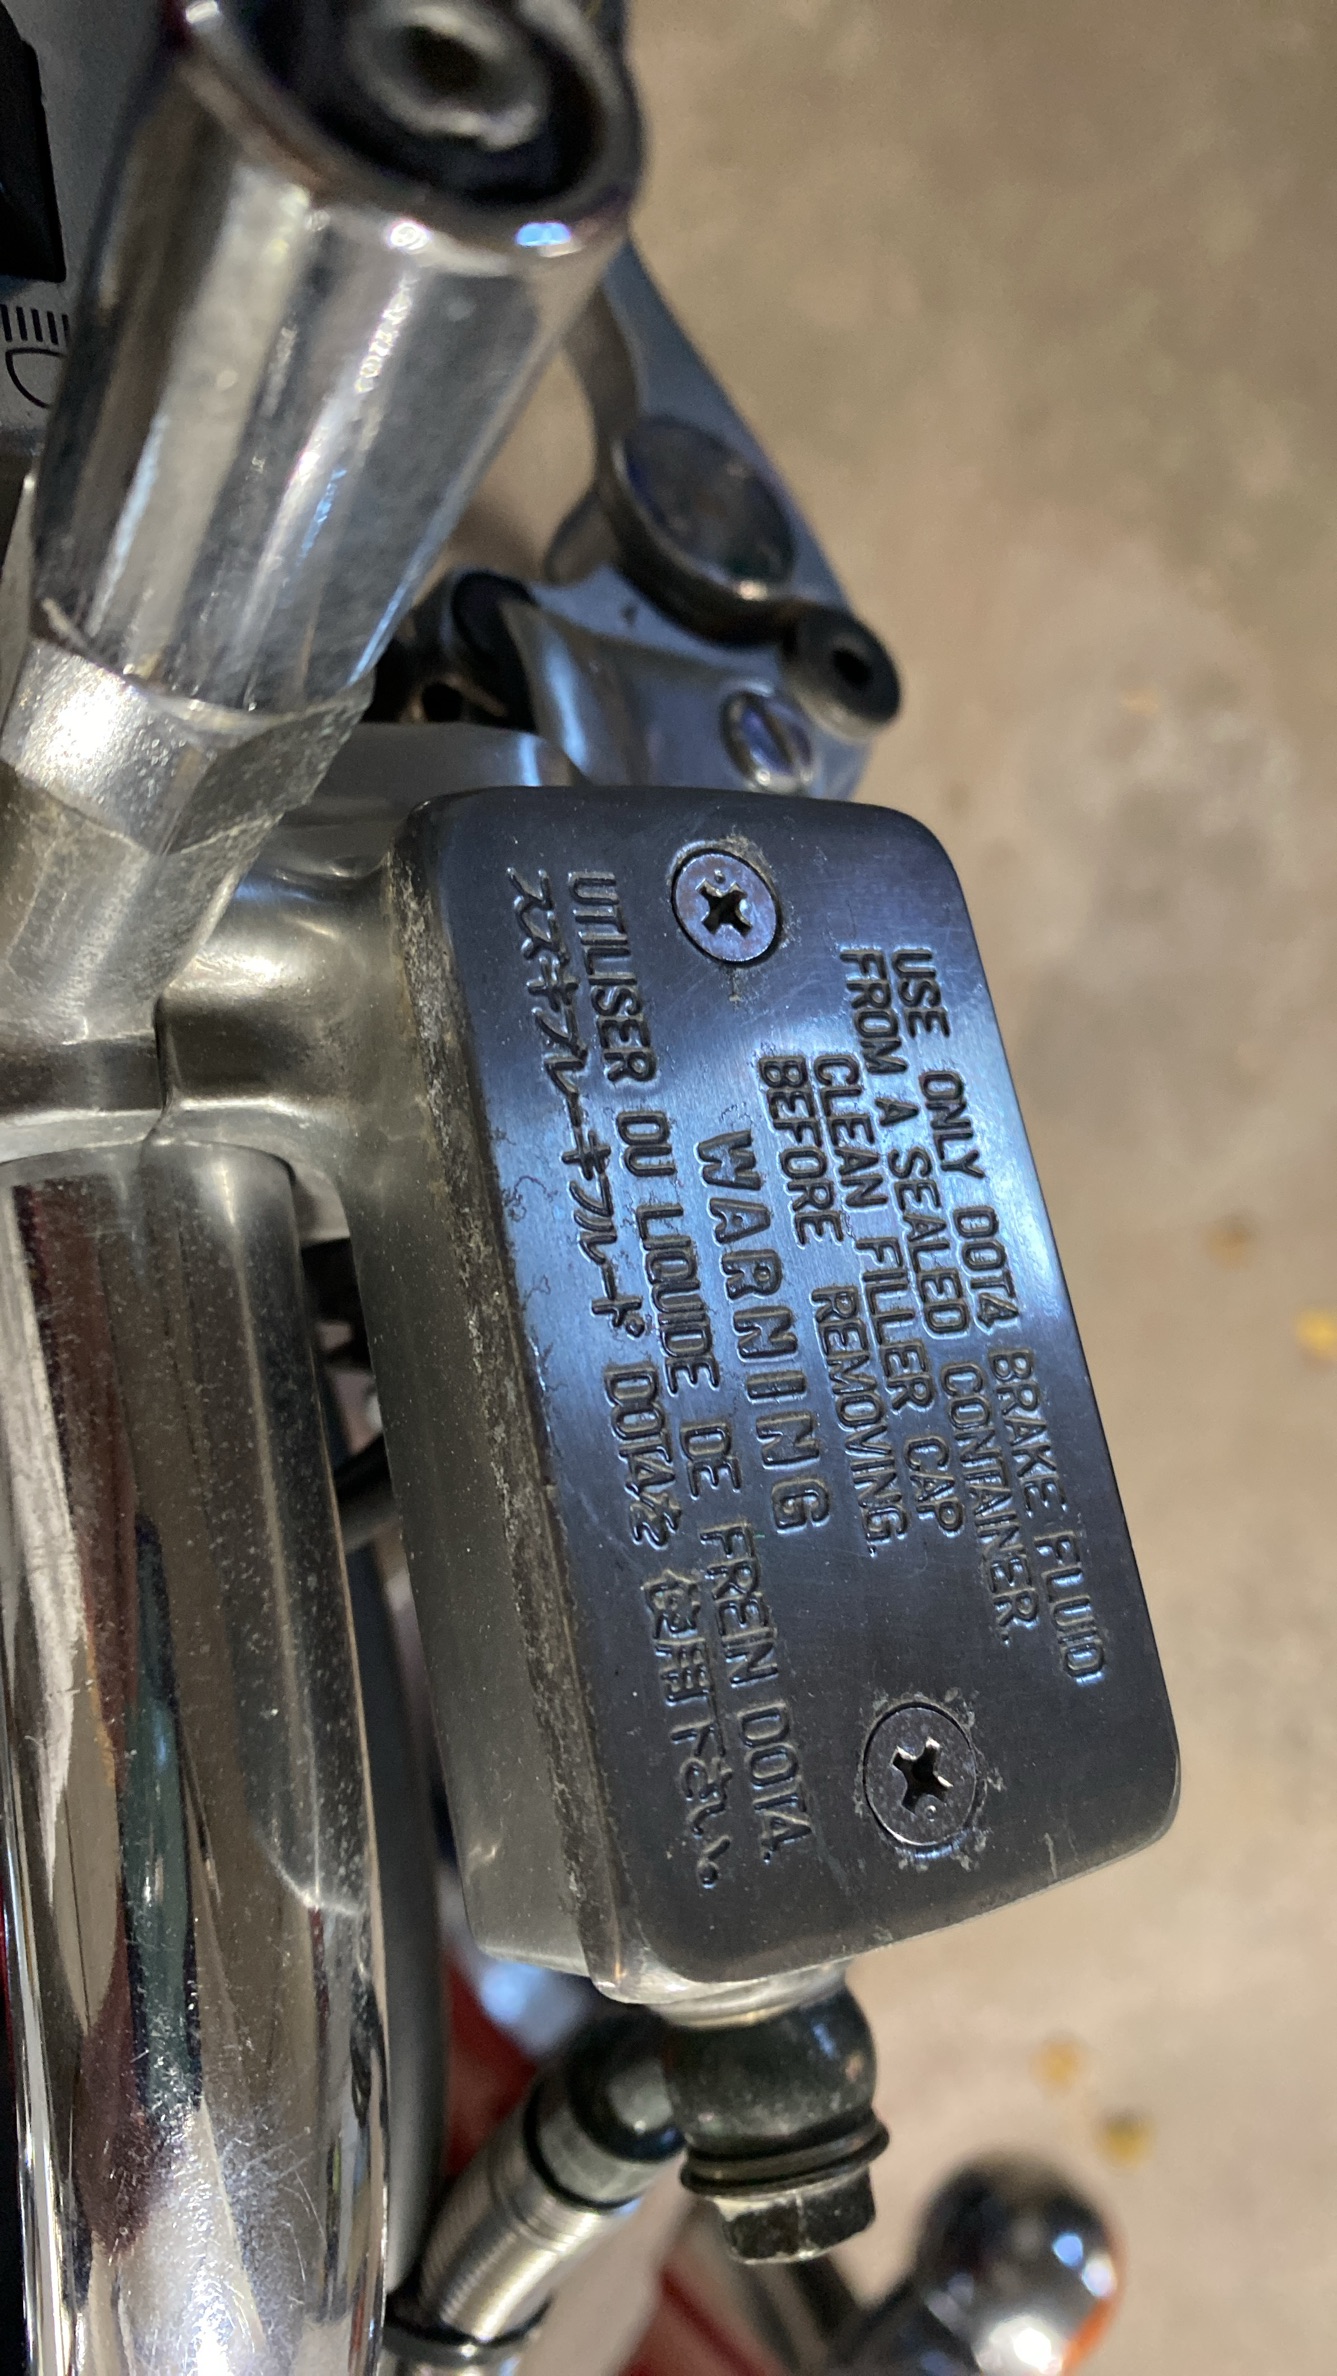 USE ONLY DOT4 BRAKE FLUID
FROM A SEALED CONTAINER.
CLEAN FILLER CAP
BEFORE REMOVING.
WARNING
UTILISER DU LIQUIDE DE FREIN DOT4.
スズキブレーキフルード DOT4を ご使用下さい。